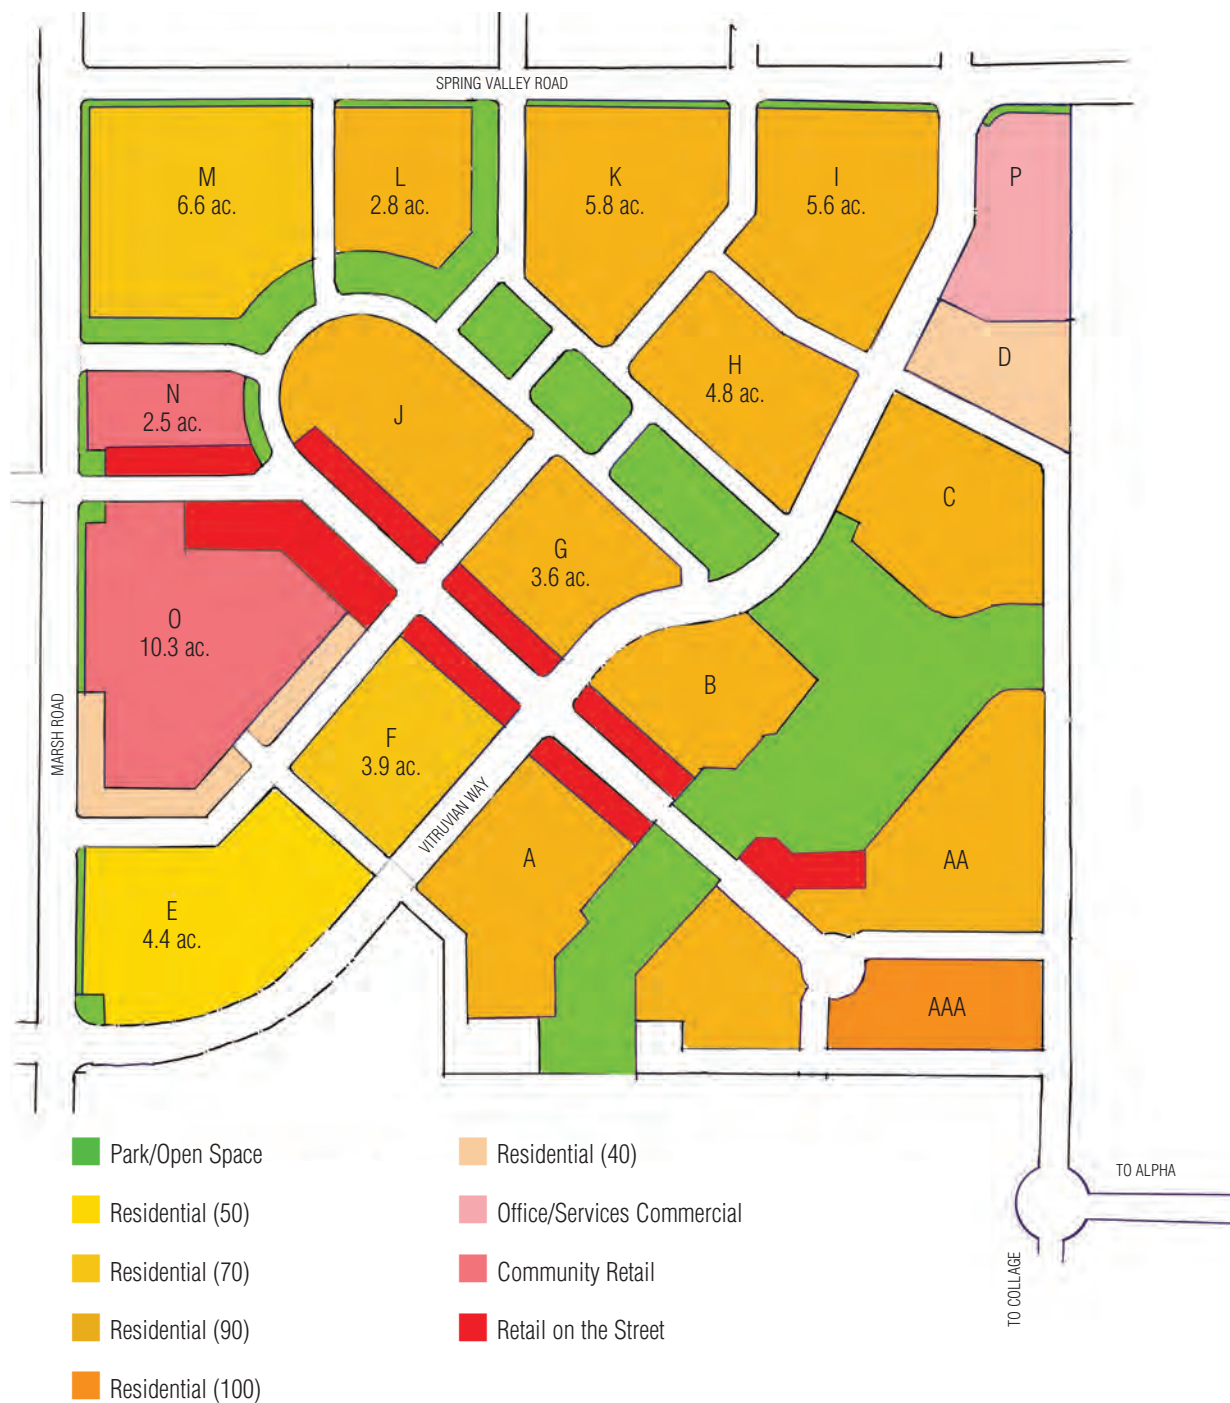 SPRING VALLEY ROAD
M
6.6 ac.
L
2.8 ac.
K
5.8 ac.
I
5.6 ac.
P
D
H
4.8 ac.
N
2.5 ac.
J
C
G
3.6 ac.
O
10.3 ac.
B
MARSH ROAD
F
3.9 ac.
VITRUVIAN WAY
A
AA
E
4.4 ac.
AAA
Park/Open Space
Residential (50)
Residential (70)
Residential (90)
Residential (100)
Residential (40)
Office/Services Commercial
Community Retail
Retail on the Street
TO ALPHA
TO COLLAGE